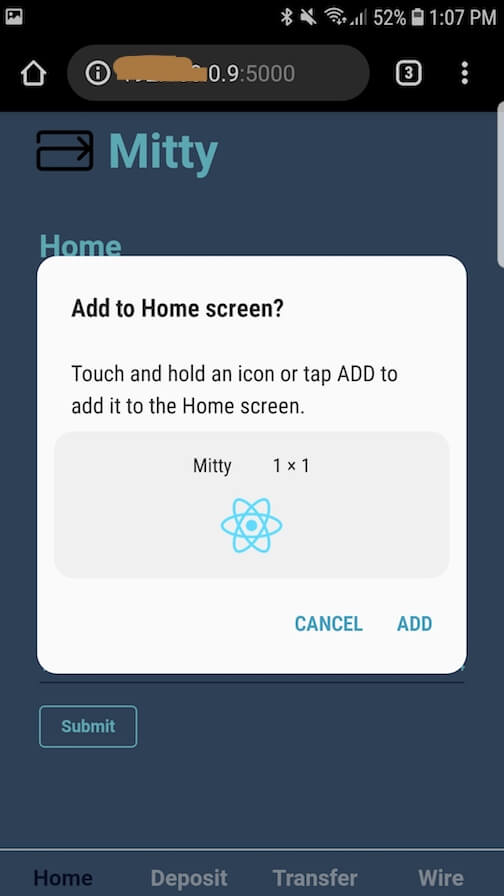 52% 1:07 PM
0.9:5000
3
Mitty
Home
Add to Home screen?
Touch and hold an icon or tap ADD to
add it to the Home screen.
Mitty 1 × 1
CANCEL ADD
Submit
Home Deposit Transfer Wire